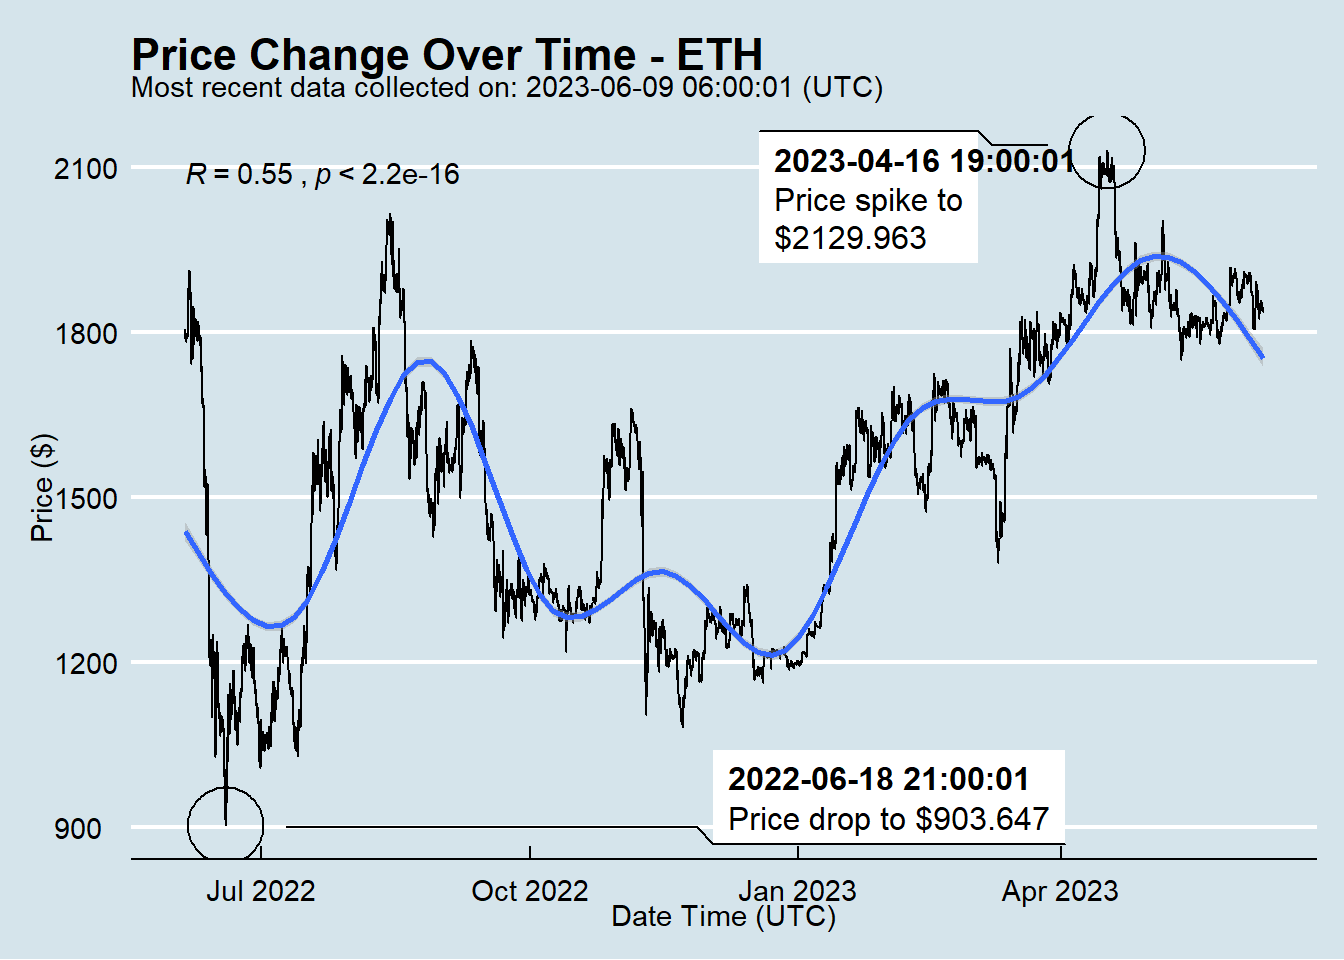 Price Change Over Time - ETH
Most recent data collected on: 2023-06-09 06:00:01 (UTC)
R = 0.55 , p < 2.2e-16
2023-04-16 19:00:01
Price spike to
$2129.963
2022-06-18 21:00:01
Price drop to $903.647
Price ($)
2100
1800
1500
1200
900
Jul 2022
Oct 2022
Jan 2023
Apr 2023
Date Time (UTC)